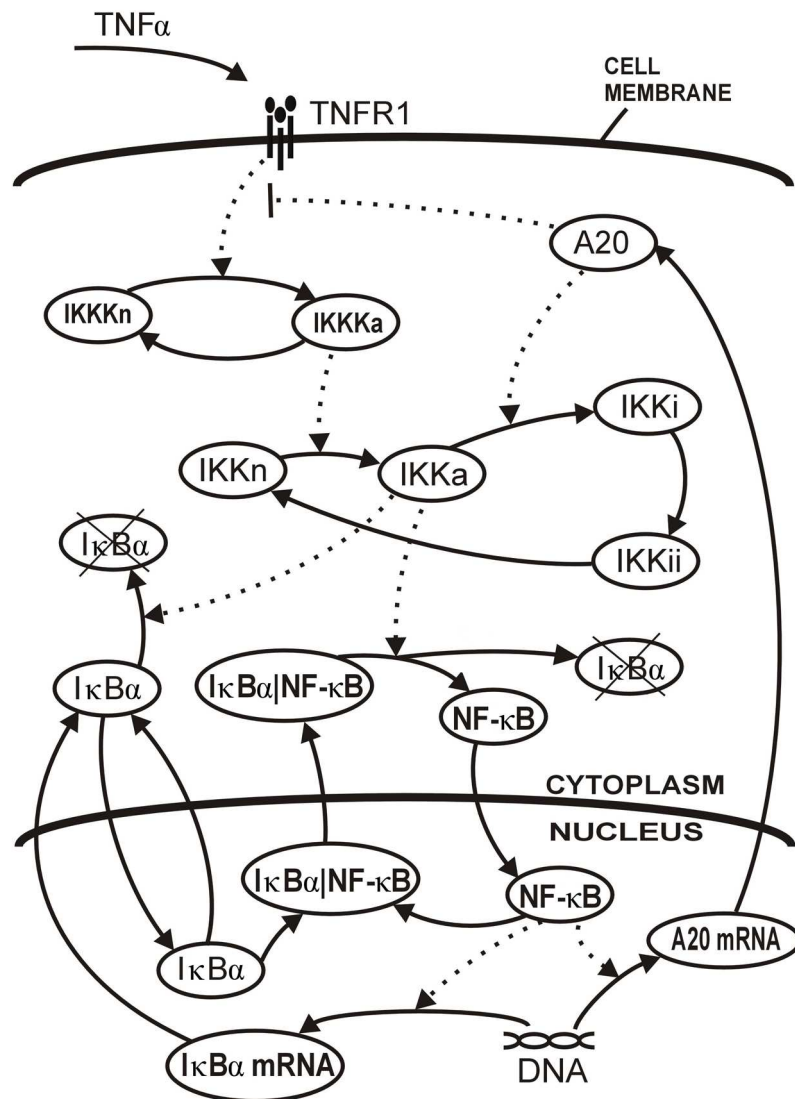 TNFα
CELL
MEMBRANE
TNFR1
A20
IKKKn
IKKKa
IKKi
IKKn
IKKa
IκBα
IKKii
IκBα
IκBα|NF-κB
IκBα
NF-κB
CYTOPLASM
NUCLEUS
IκBα|NF-κB
NF-κB
A20 mRNA
IκBα
IκBα mRNA
DNA